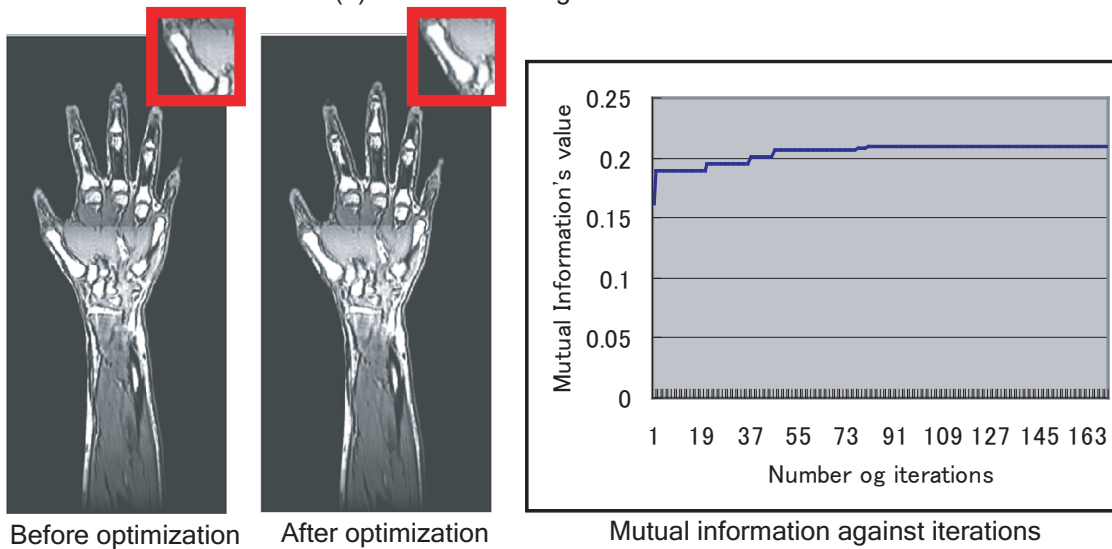 0.25
0.2
0.15
0.1
0.05
0
Mutual Information's value
1 19 37 55 73 91 109 127 145 163
Number og iterations
Before optimization
After optimization
Mutual information against iterations